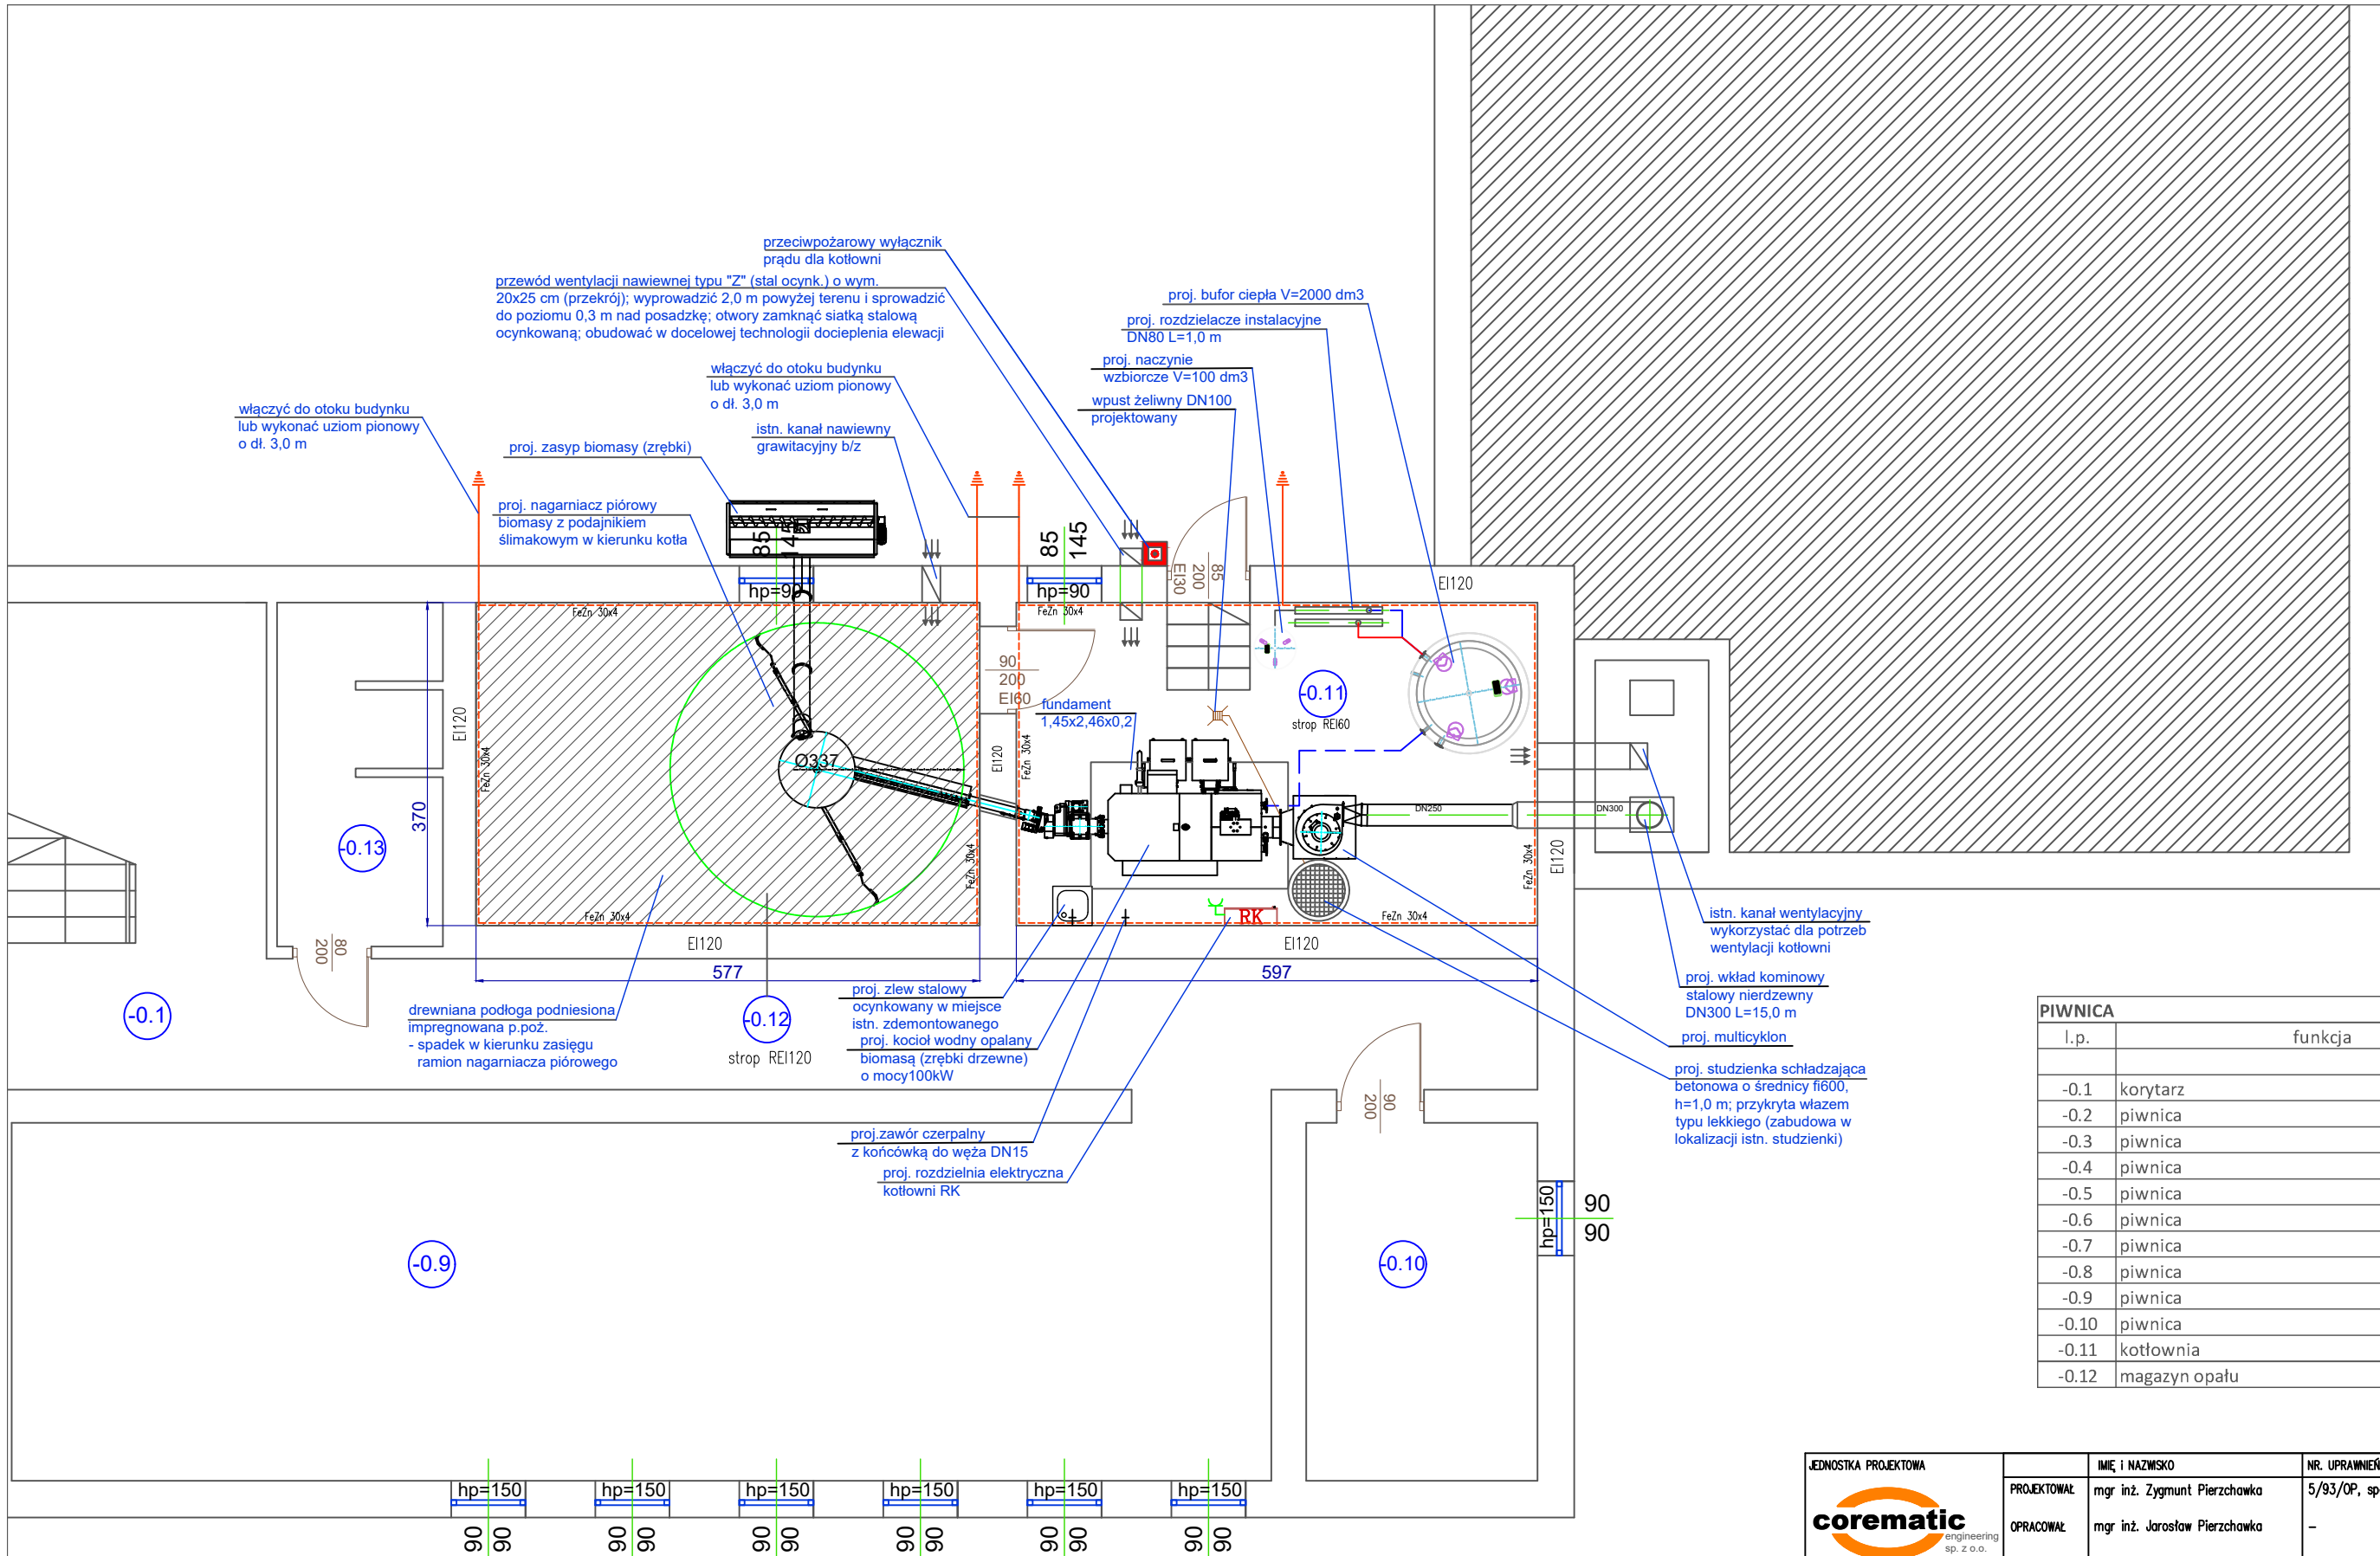 przeciwpożarowy wyłącznik
prądu dla kotłowni
przewód wentylacji nawiewnej typu "Z" (stal ocynk.) o wym.
20x25 cm (przekrój); wyprowadzić 2,0 m powyżej terenu i sprowadzić
do poziomu 0,3 m nad posadzkę; otwory zamknąć siatką stalową
ocynkowaną; obudować w docelowej technologii docieplenia elewacji
proj. bufor ciepła V=2000 dm3
proj. rozdzielacze instalacyjne
DN80 L=1,0 m
proj. naczynie
wzbiorcze V=100 dm3
wpust żeliwny DN100
projektowany
włączyć do otoku budynku
lub wykonać uziom pionowy
o dł. 3,0 m
włączyć do otoku budynku
lub wykonać uziom pionowy
o dł. 3,0 m
istn. kanał nawiewny
grawitacyjny b/z
proj. zasyp biomasy (zrębki)
proj. nagarniacz piórowy
biomasy z podajnikiem
ślimakowym w kierunku kotła
85
145
hp=90
85
145
hp=90
85
200
EI30
EI120
FeZn 30x4
FeZn 30x4
90
200
EI60
fundament
1,45x2,46x0,2
-0.11
strop REI60
EI120
FeZn 30x4
Ø337
EI120
FeZn 30x4
370
-0.13
DN250
DN300
FeZn 30x4
FeZn 30x4
EI120
FeZn 30x4
RK
FeZn 30x4
EI120
EI120
577
597
80
200
-0.1
-0.12
strop REI120
drewniana podłoga podniesiona
impregnowana p.poż.
- spadek w kierunku zasięgu
ramion nagarniacza piórowego
proj. zlew stalowy
ocynkowany w miejsce
istn. zdemontowanego
proj. kocioł wodny opalany
biomasą (zrębki drzewne)
o mocy100kW
proj.zawór czerpalny
z końcówką do węża DN15
proj. rozdzielnia elektryczna
kotłowni RK
istn. kanał wentylacyjny
wykorzystać dla potrzeb
wentylacji kotłowni
proj. wkład kominowy
stalowy nierdzewny
DN300 L=15,0 m
proj. multicyklon
proj. studzienka schładzająca
betonowa o średnicy fi600,
h=1,0 m; przykryta włazem
typu lekkiego (zabudowa w
lokalizacji istn. studzienki)
90
200
-0.9
-0.10
hp=150
90
90
hp=150
hp=150
hp=150
hp=150
hp=150
hp=150
90
90
90
90
90
90
90
90
90
90
90
90
PIWNICA
l.p. funkcja
-0.1 korytarz
-0.2 piwnica
-0.3 piwnica
-0.4 piwnica
-0.5 piwnica
-0.6 piwnica
-0.7 piwnica
-0.8 piwnica
-0.9 piwnica
-0.10 piwnica
-0.11 kotłownia
-0.12 magazyn opału
JEDNOSTKA PROJEKTOWA
corematic
engineering
sp. z o.o.
IMIĘ i NAZWISKO NR. UPRAWNIEŃ
PROJEKTOWAŁ mgr inż. Zygmunt Pierzchawka 5/93/OP, sp
OPRACOWAŁ mgr inż. Jarosław Pierzchawka –